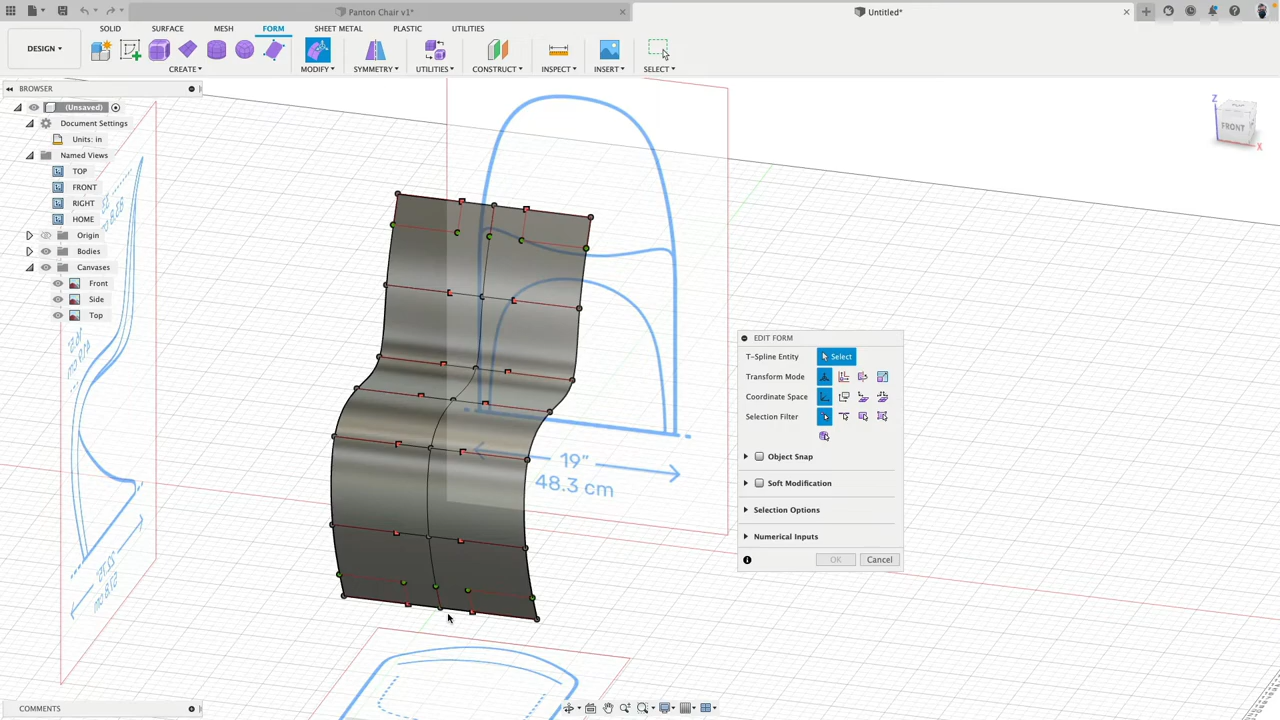 Panton Chair v1*
Untitled*
DESIGN
SOLID
SURFACE
MESH
FORM
SHEET METAL
PLASTIC
UTILITIES
CREATE
MODIFY
SYMMETRY
UTILITIES
CONSTRUCT
INSPECT
INSERT
SELECT
BROWSER
(Unsaved)
Document Settings
Units: in
Named Views
TOP
FRONT
RIGHT
HOME
Origin
Bodies
Canvases
Front
Side
Top
Z
FRONT
X
19"
48.3 cm
EDIT FORM
T-Spline Entity
Select
Transform Mode
Coordinate Space
Selection Filter
Object Snap
Soft Modification
Selection Options
Numerical Inputs
OK
Cancel
COMMENTS